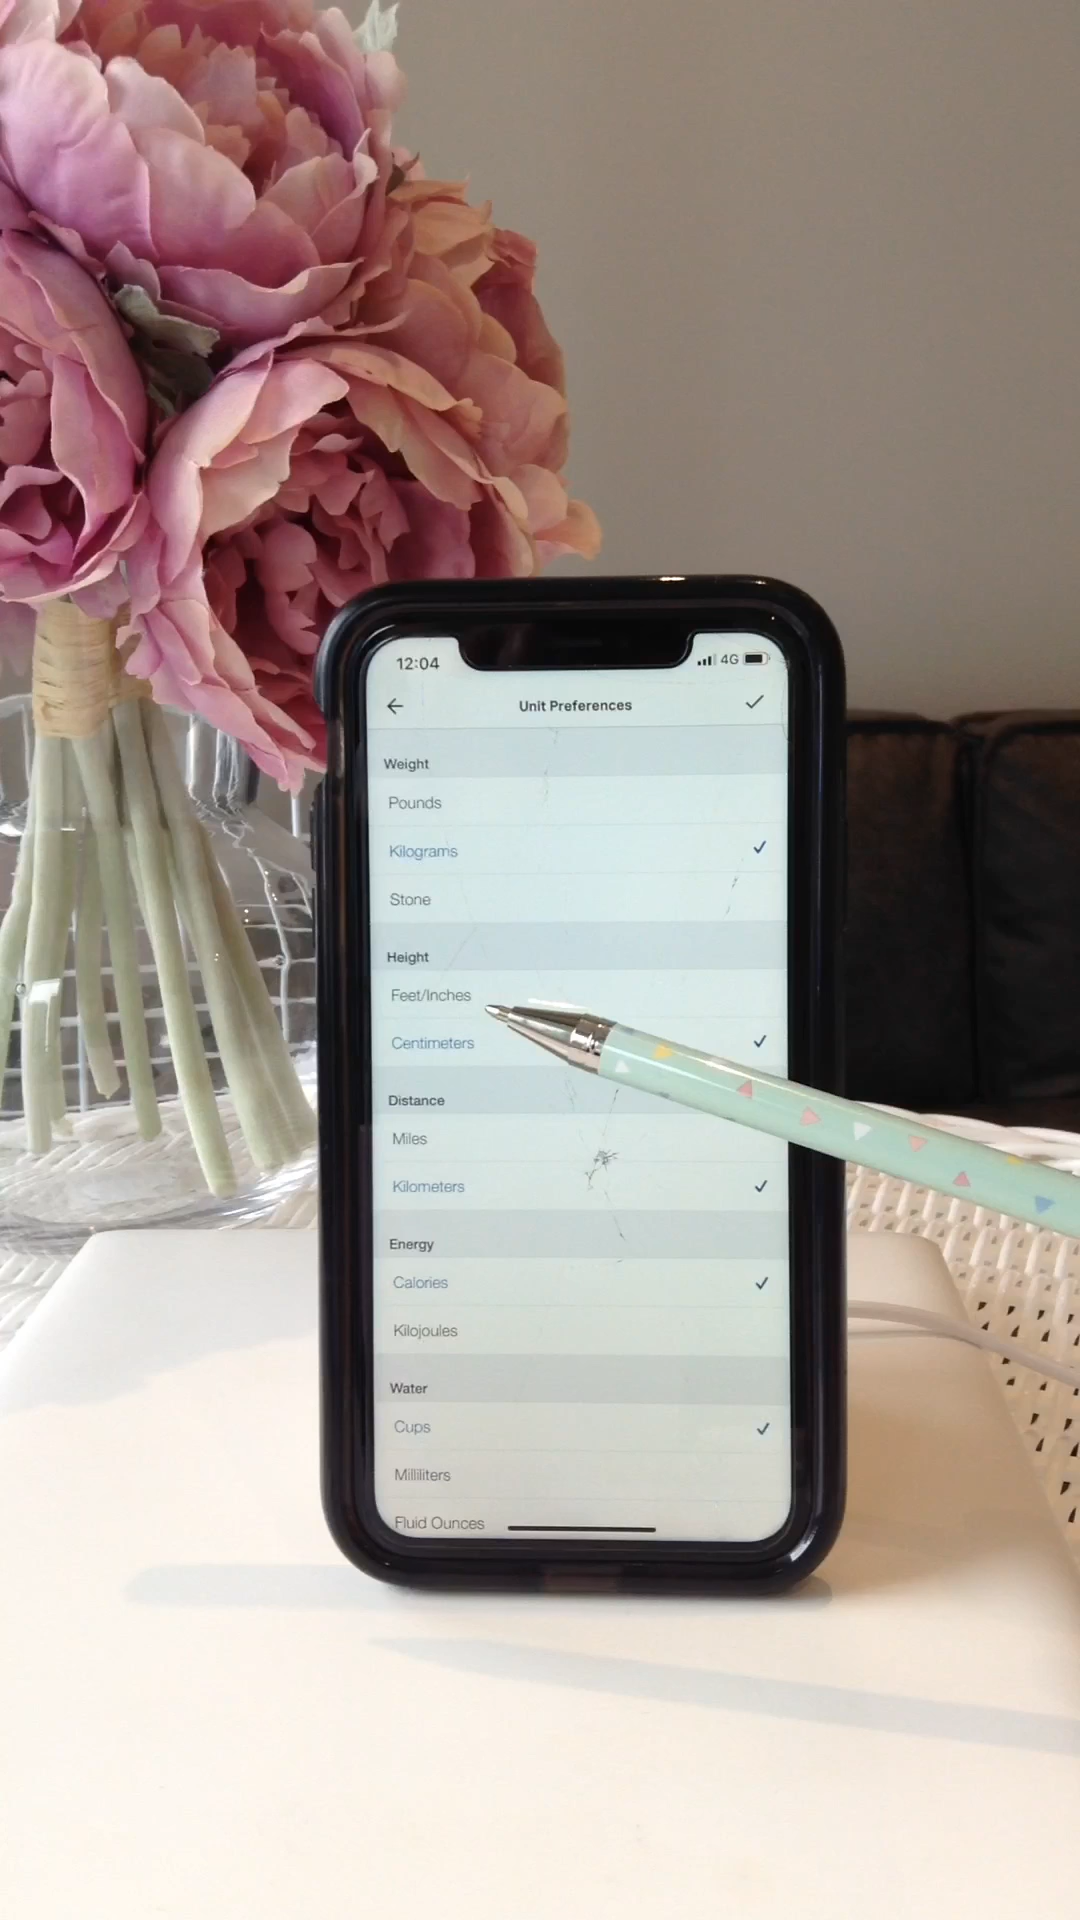 12:04
4G
Unit Preferences
Weight
Pounds
Kilograms
Stone
Height
Feet/Inches
Centimeters
Distance
Miles
Kilometers
Energy
Calories
Kilojoules
Water
Cups
Milliliters
Fluid Ounces